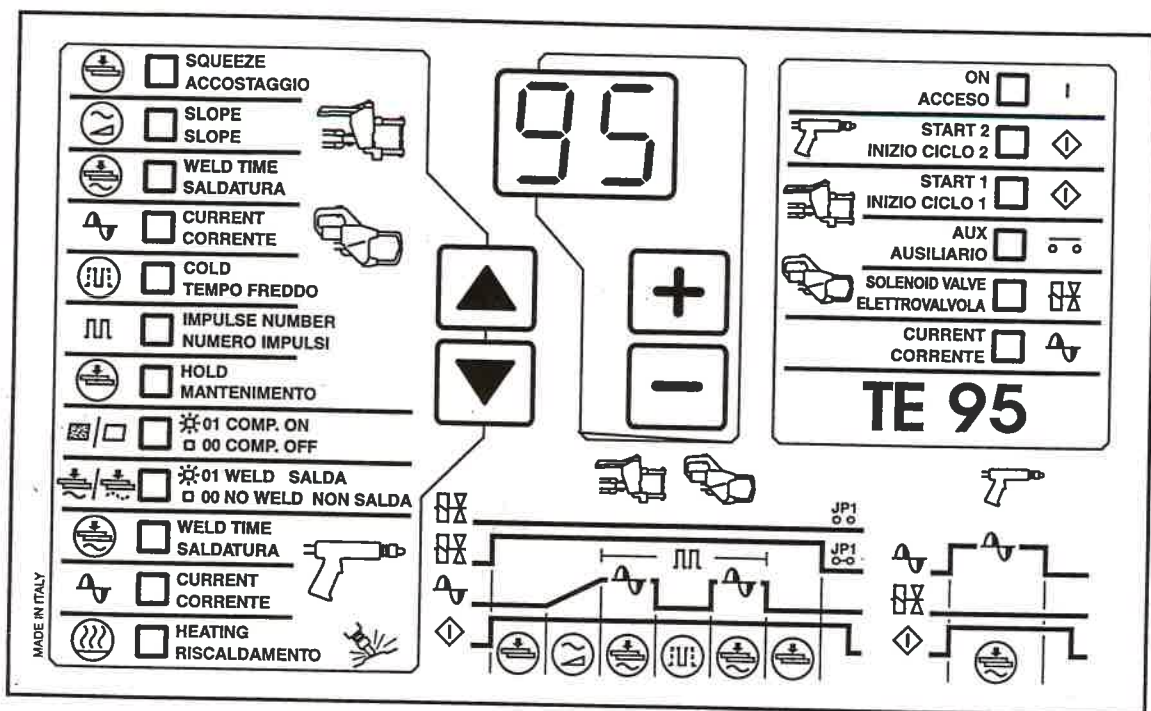 SQUEEZE
ACCOSTAGGIO
SLOPE
SLOPE
WELD TIME
SALDATURA
CURRENT
CORRENTE
COLD
TEMPO FREDDO
IMPULSE NUMBER
NUMERO IMPULSI
HOLD
MANTENIMENTO
01 COMP. ON
00 COMP. OFF
01 WELD SALDA
00 NO WELD NON SALDA
WELD TIME
SALDATURA
CURRENT
CORRENTE
HEATING
RISCALDAMENTO
MADE IN ITALY
95
ON
ACCESO I
START 2
INIZIO CICLO 2
START 1
INIZIO CICLO 1
AUX
AUSILIARIO
SOLENOID VALVE
ELETTROVALVOLA
CURRENT
CORRENTE
TE 95
JP1
JP1